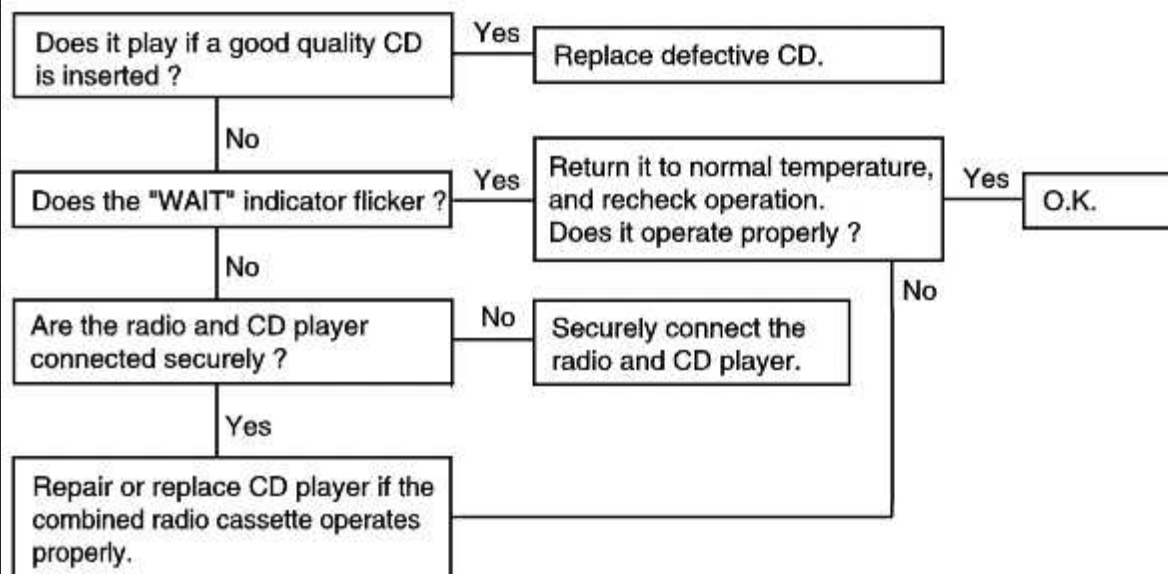 Does it play if a good quality CD
is inserted ?
Yes
Replace defective CD.
No
Does the "WAIT" indicator flicker ?
Yes
Return it to normal temperature,
and recheck operation.
Does it operate properly ?
Yes
O.K.
No
No
Are the radio and CD player
connected securely ?
No
Securely connect the
radio and CD player.
Yes
Repair or replace CD player if the
combined radio cassette operates
properly.